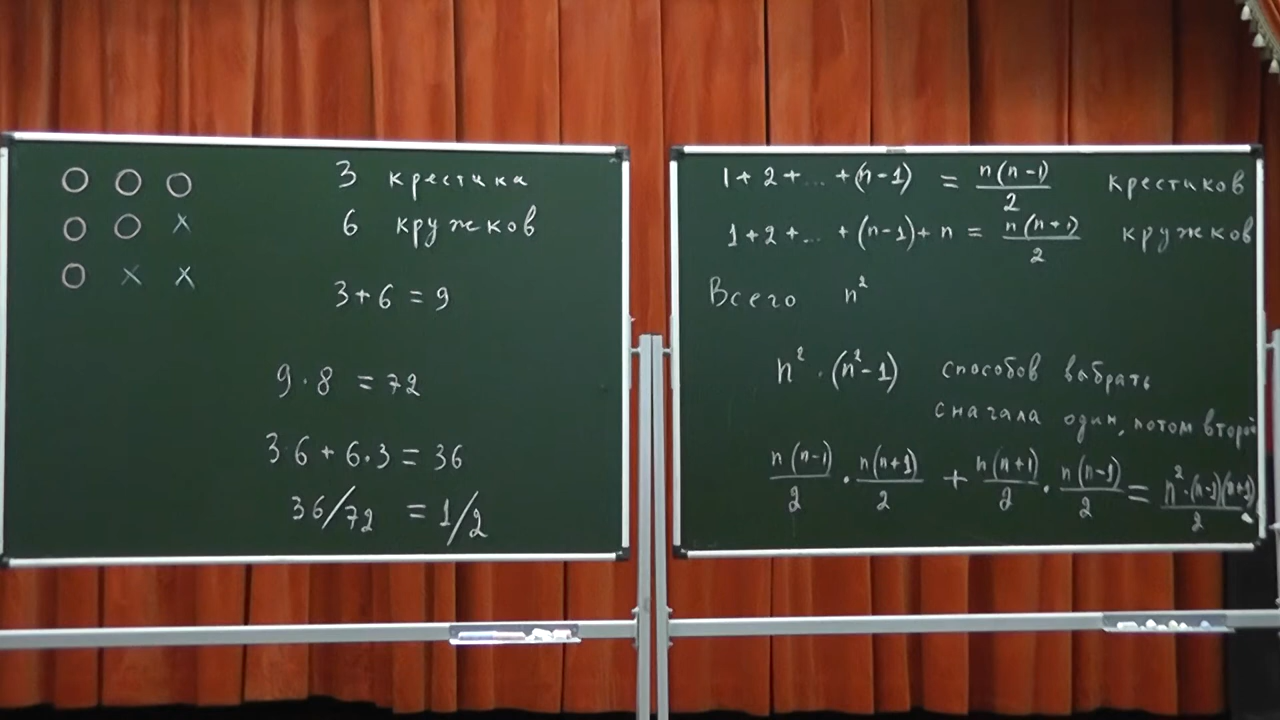 ○ ○ ○
○ ○ ×
○ × ×
3 крестика
6 кружков
3 + 6 = 9
9 · 8 = 72
3·6 + 6·3 = 36
36/72 = 1/2
1 + 2 + ... + (n-1) = n(n-1)/2 крестиков
1 + 2 + ... + (n-1) + n = n(n+1)/2 кружков
Всего n²
n² · (n²-1) способов выбрать
сначала один, потом второй
n(n-1)/2 · n(n+1)/2 + n(n+1)/2 · n(n-1)/2 = n²·(n-1)(n+1)/2